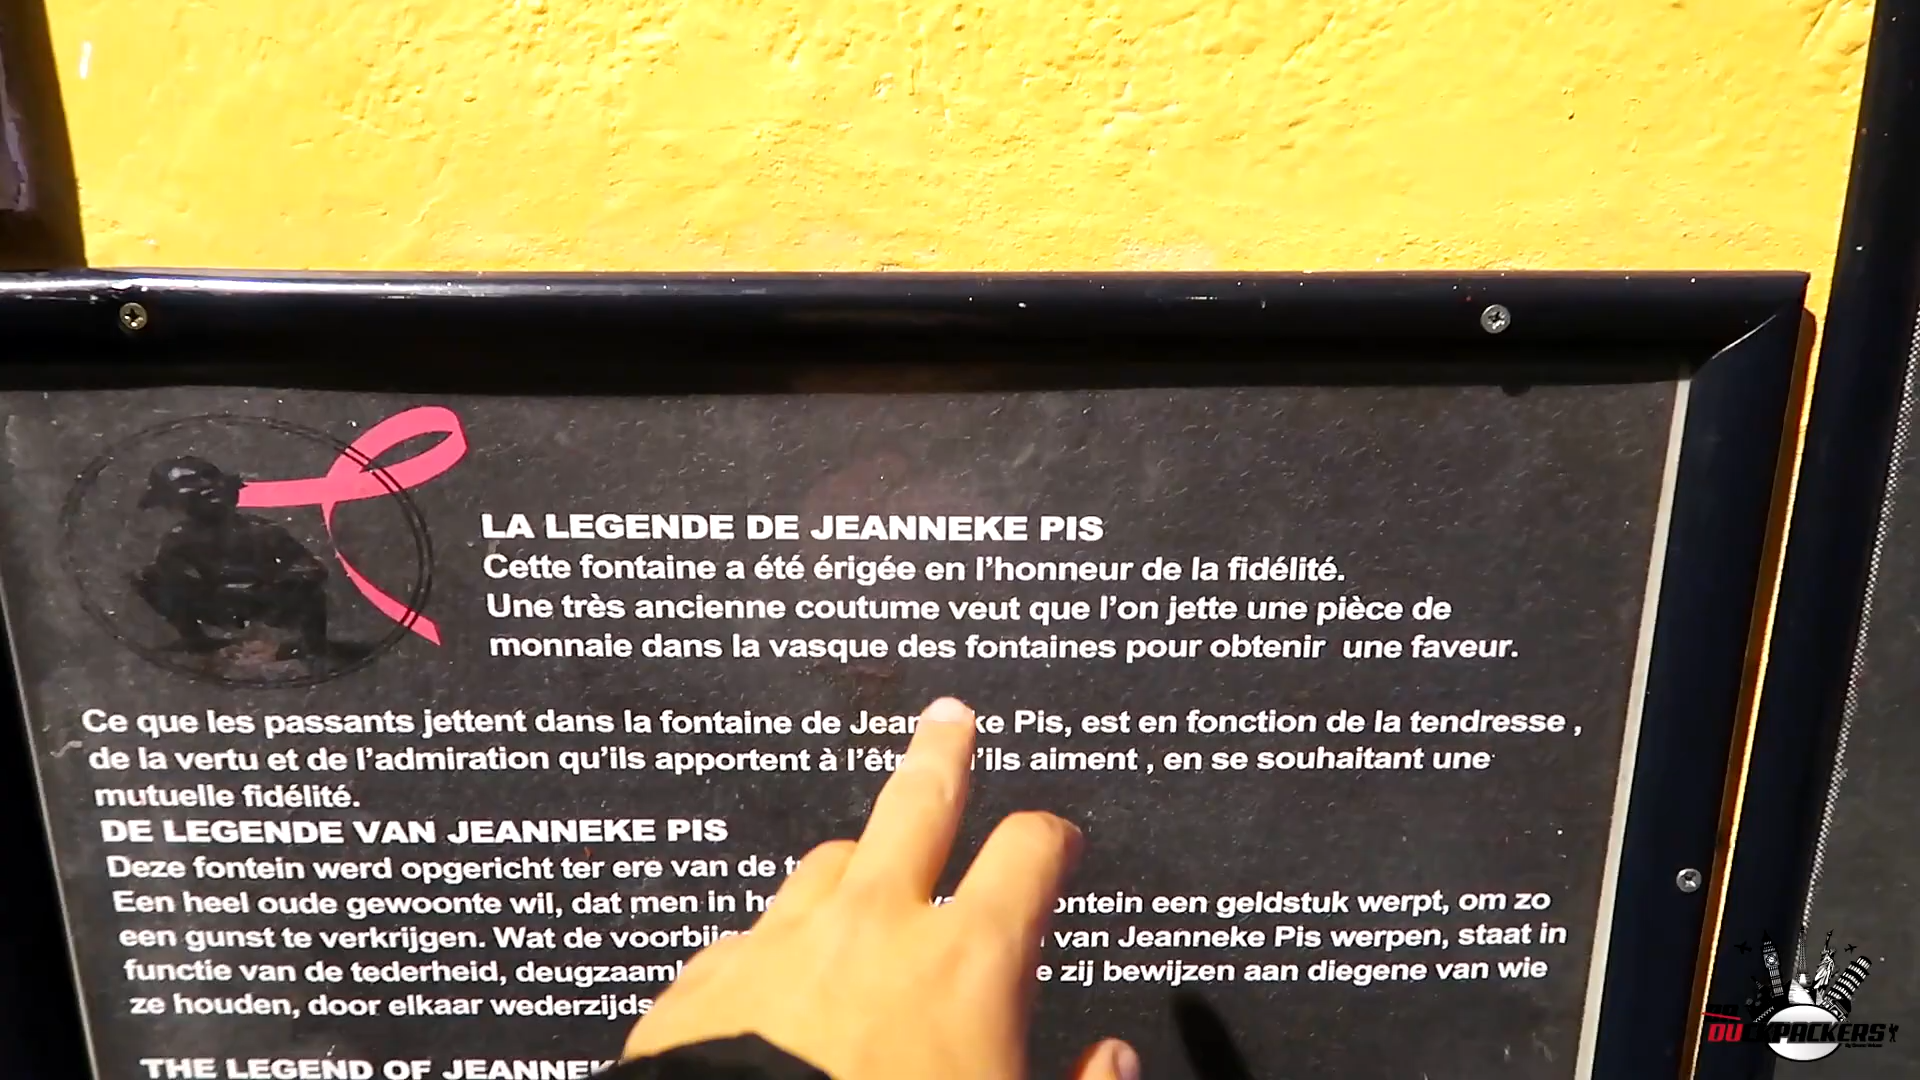 LA LEGENDE DE JEANNEKE PIS
Cette fontaine a été érigée en l'honneur de la fidélité.
Une très ancienne coutume veut que l'on jette une pièce de
monnaie dans la vasque des fontaines pour obtenir une faveur.
Ce que les passants jettent dans la fontaine de Pis, est en fonction de la tendresse ,
de la vertu et de l'admiration qu'ils apportent à aiment , en se souhaitant une
mutuelle fidélité.
DE LEGENDE VAN JEANNEKE PIS
Deze fontein werd opgericht ter ere van de
Een heel oude gewoonte wil, dat men in een geldstuk werpt, om zo
een gunst te verkrijgen. Wat de van Jeanneke Pis werpen, staat in
functie van de tederheid, zij bewijzen aan diegene van wie
ze houden, door elkaar
THE LEGEND OF
DUCKPACKERS